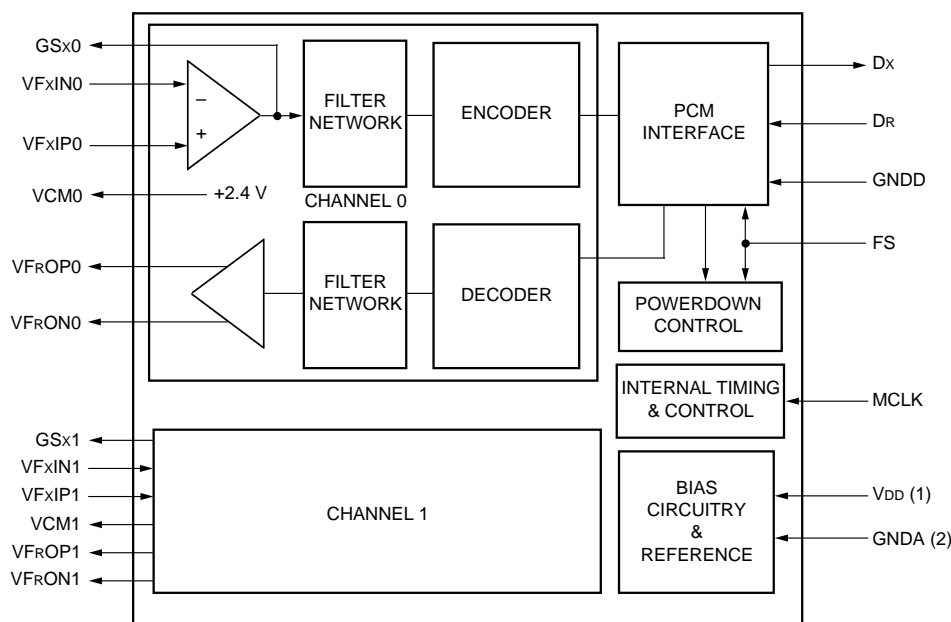 GSX0
VFXIN0
VFXIP0
VCM0
VFROP0
VFRON0
–
+
+2.4 V
FILTER
NETWORK
ENCODER
CHANNEL 0
FILTER
NETWORK
DECODER
PCM
INTERFACE
POWERDOWN
CONTROL
INTERNAL TIMING
& CONTROL
DX
DR
GNDD
FS
MCLK
GSX1
VFXIN1
VFXIP1
VCM1
VFROP1
VFRON1
CHANNEL 1
BIAS
CIRCUITRY
&
REFERENCE
VDD (1)
GNDA (2)